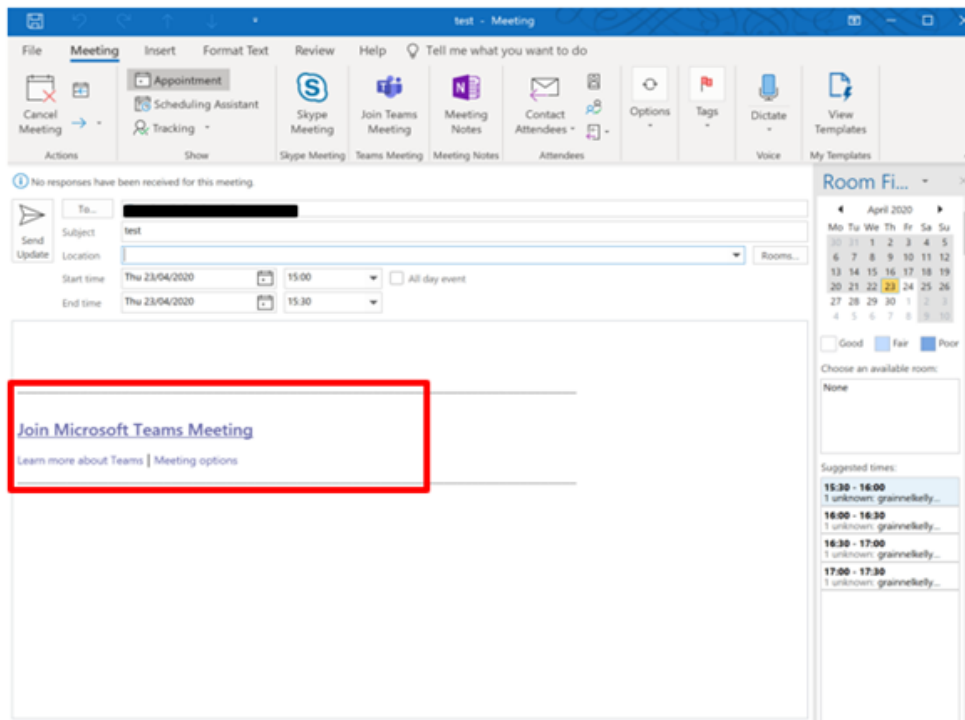 test - Meeting
File Meeting Insert Format Text Review Help Tell me what you want to do
Cancel Meeting
Appointment
Scheduling Assistant
Tracking
Skype Meeting
Join Teams Meeting
Meeting Notes
Contact Attendees
Options
Tags
Dictate
View Templates
Actions Show Skype Meeting Teams Meeting Meeting Notes Attendees Voice My Templates
No responses have been received for this meeting.
Send Update
To...
Subject test
Location Rooms...
Start time Thu 23/04/2020 15:00 All day event
End time Thu 23/04/2020 15:30
Join Microsoft Teams Meeting
Learn more about Teams | Meeting options
Room Fi...
April 2020
Mo Tu We Th Fr Sa Su
30 31 1 2 3 4 5
6 7 8 9 10 11 12
13 14 15 16 17 18 19
20 21 22 23 24 25 26
27 28 29 30 1 2 3
4 5 6 7 8 9 10
Good Fair Poor
Choose an available room:
None
Suggested times:
15:30 - 16:00
1 unknown: grainnelkelly...
16:00 - 16:30
1 unknown: grainnelkelly...
16:30 - 17:00
1 unknown: grainnelkelly...
17:00 - 17:30
1 unknown: grainnelkelly...